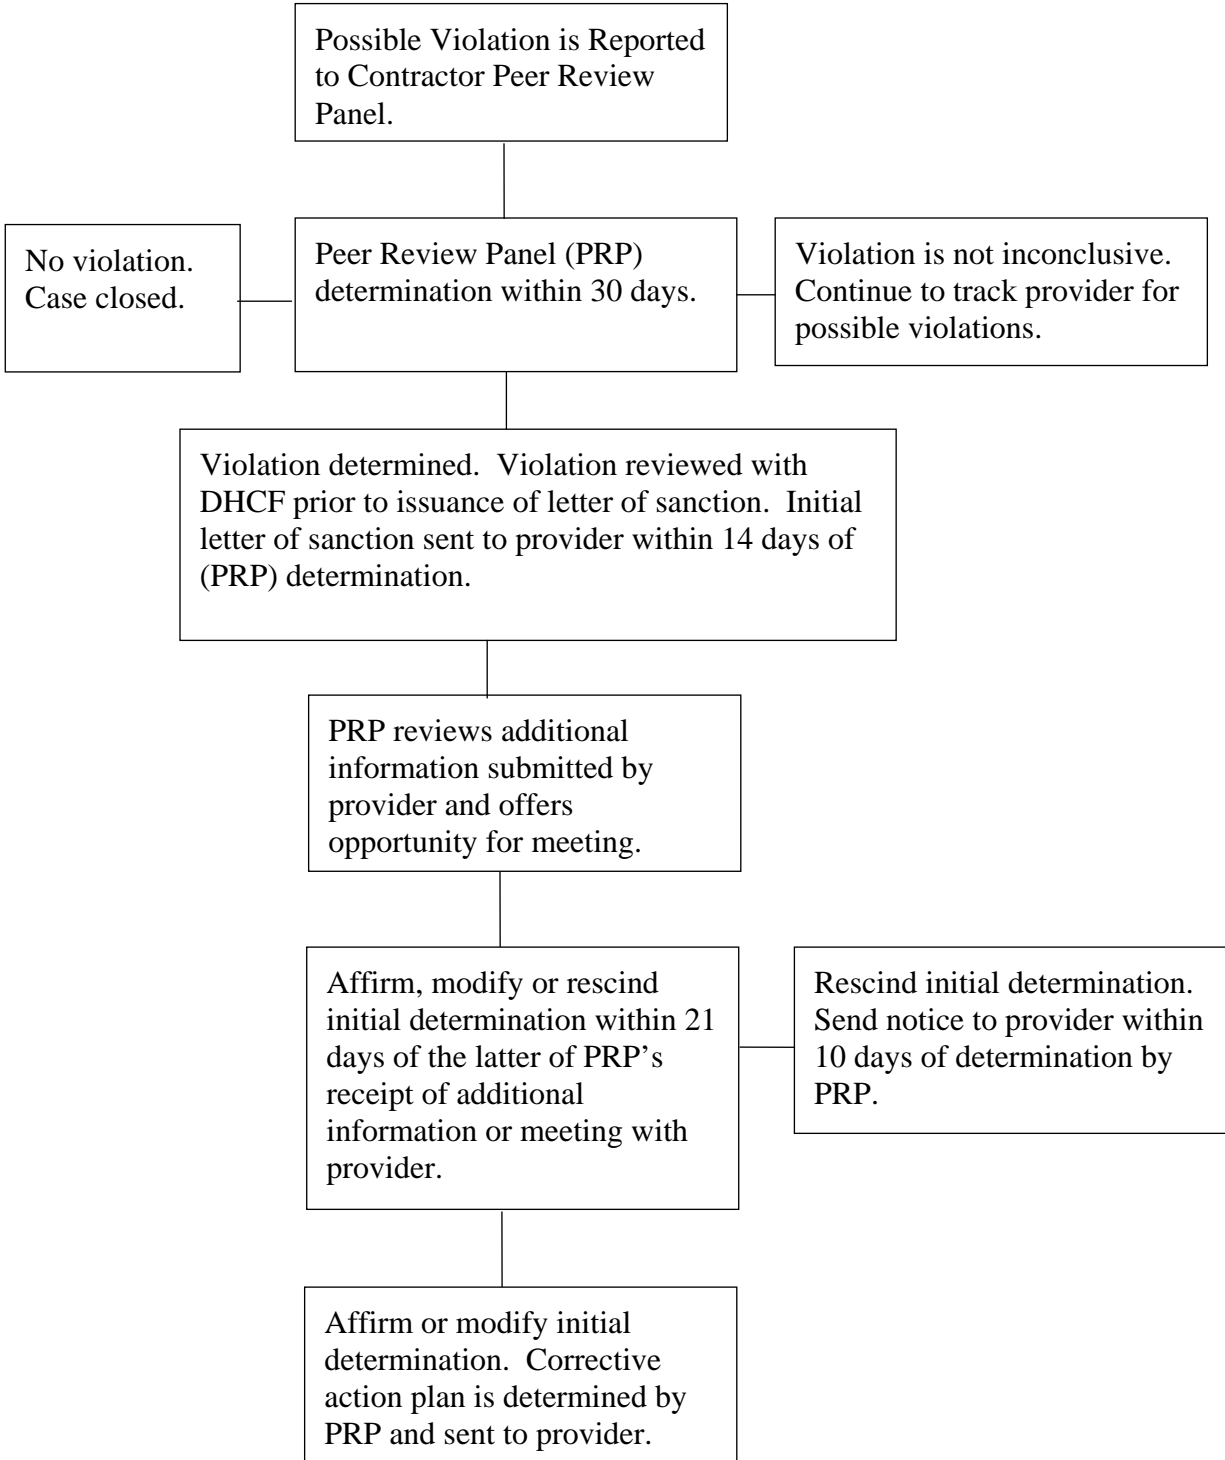 Possible Violation is Reported
to Contractor Peer Review
Panel.
No violation.
Case closed.
Peer Review Panel (PRP)
determination within 30 days.
Violation is not inconclusive.
Continue to track provider for
possible violations.
Violation determined.  Violation reviewed with
DHCF prior to issuance of letter of sanction.  Initial
letter of sanction sent to provider within 14 days of
(PRP) determination.
PRP reviews additional
information submitted by
provider and offers
opportunity for meeting.
Affirm, modify or rescind
initial determination within 21
days of the latter of PRP’s
receipt of additional
information or meeting with
provider.
Rescind initial determination.
Send notice to provider within
10 days of determination by
PRP.
Affirm or modify initial
determination.  Corrective
action plan is determined by
PRP and sent to provider.